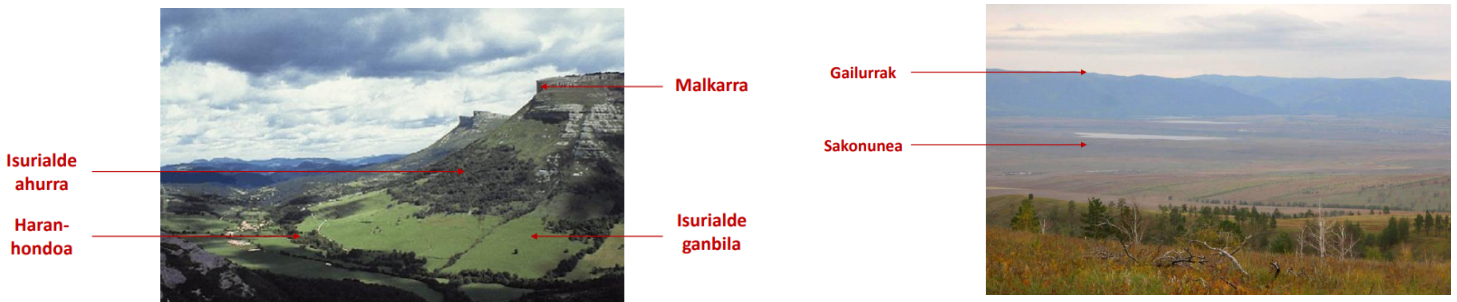 Malkarra
Isurialde
ahurra
Haran-
hondoa
Isurialde
ganbila
Gailurrak
Sakonunea